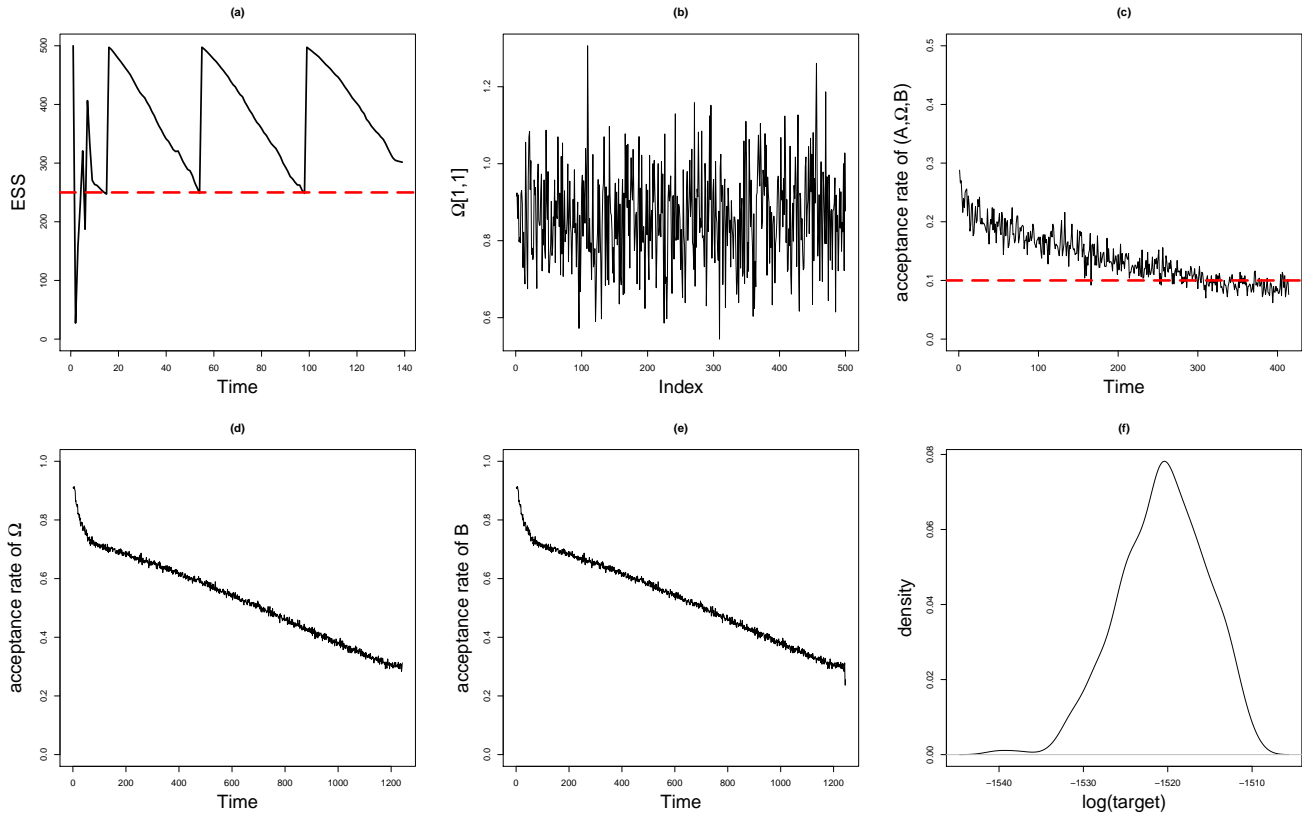 (a)
ESS
500
400
300
200
100
0
0 20 40 60 80 100 120 140
Time
(b)
Ω[1,1]
1.2
1.0
0.8
0.6
0 100 200 300 400 500
Index
(c)
acceptance rate of (A,Ω,B)
0.5
0.4
0.3
0.2
0.1
0.0
0 100 200 300 400
Time
(d)
acceptance rate of Ω
1.0
0.8
0.6
0.4
0.2
0.0
0 200 400 600 800 1000 1200
Time
(e)
acceptance rate of B
1.0
0.8
0.6
0.4
0.2
0.0
0 200 400 600 800 1000 1200
Time
(f)
density
0.08
0.06
0.04
0.02
0.00
−1540 −1530 −1520 −1510
log(target)